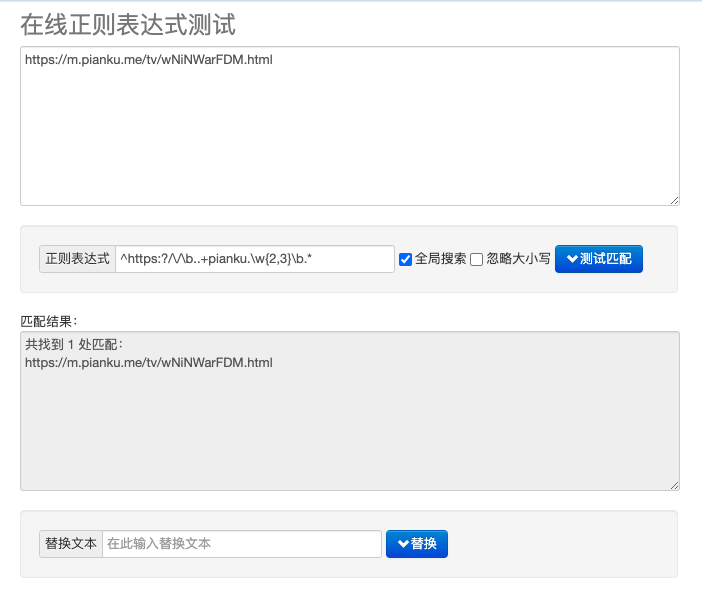 在线正则表达式测试
https://m.pianku.me/tv/wNiNWarFDM.html
正则表达式 ^https:?/\/\b..+pianku.\w{2,3}\b.* 全局搜索 忽略大小写 测试匹配
匹配结果：
共找到 1 处匹配：
https://m.pianku.me/tv/wNiNWarFDM.html
替换文本 在此输入替换文本 替换